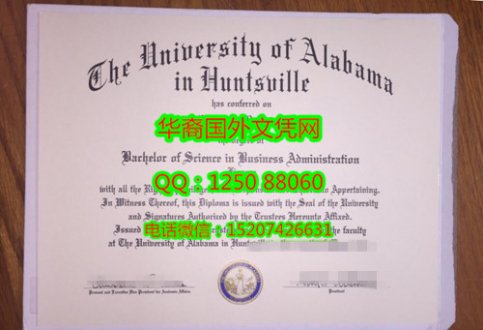 The University of Alabama
in Huntsville
has conferred on
华裔国外文凭网
Bachelor of Science in Business Administration
QQ：1250 88060
with all the Appertaining.
In Witness Thereof, this Diploma is issued with the Seal of the University
and Signatures Authorized by the Trustees Hereunto Affixed.
电话微信：15207426631
Issued the faculty
at The University of Alabama in
President